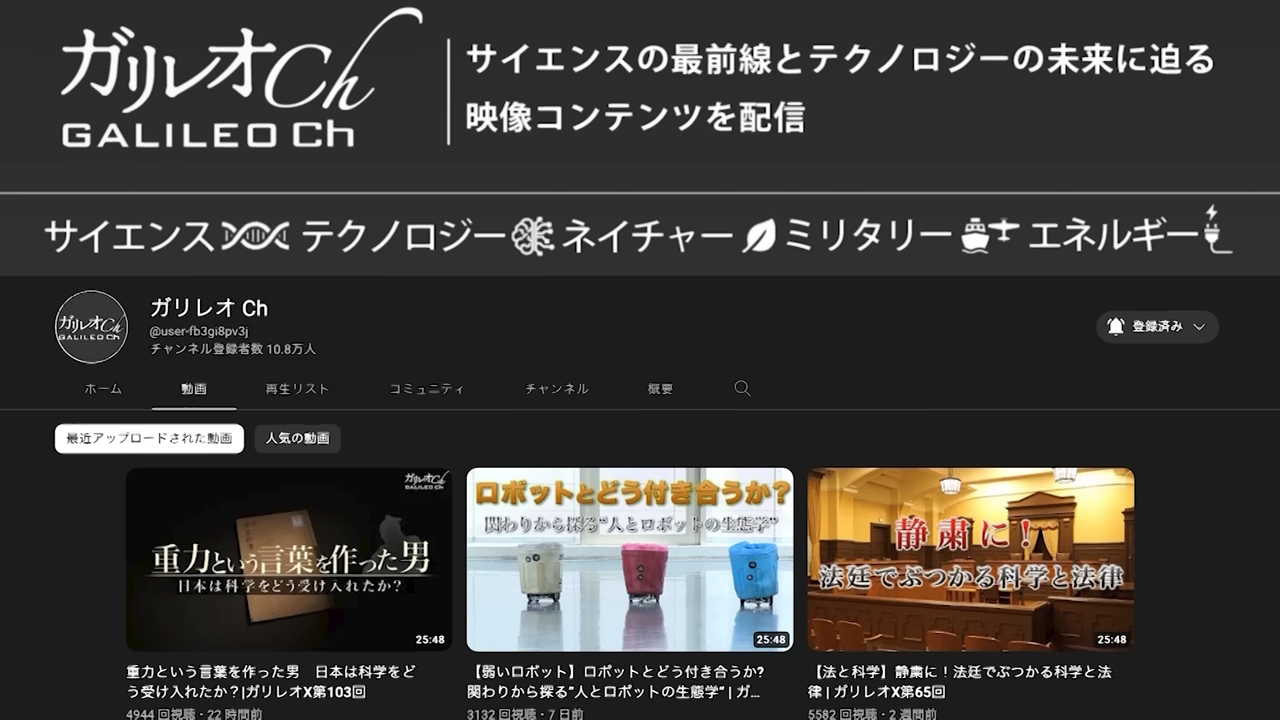 ガリレオCh
GALILEO Ch
サイエンスの最前線とテクノロジーの未来に迫る
映像コンテンツを配信
サイエンス テクノロジー ネイチャー ミリタリー エネルギー
ガリレオCh
GALILEO Ch
ガリレオ Ch
@user-fb3gi8pv3j
チャンネル登録者数 10.8万人
登録済み
ホーム 動画 再生リスト コミュニティ チャンネル 概要
最近アップロードされた動画 人気の動画
ガリレオCh
GALILEO Ch
重力という言葉を作った男
日本は科学をどう受け入れたか?
25:48
ロボットとどう付き合うか?
関わりから探る"人とロボットの生態学"
25:48
静粛に!
法廷でぶつかる科学と法律
25:48
重力という言葉を作った男 日本は科学をど
う受け入れたか?|ガリレオX第103回
4944 回視聴・22 時間前
【弱いロボット】ロボットとどう付き合うか?
関わりから探る"人とロボットの生態学" | ガ...
3132 回視聴・7 日前
【法と科学】静粛に!法廷でぶつかる科学と法
律 | ガリレオX第65回
5582 回視聴・2 週間前